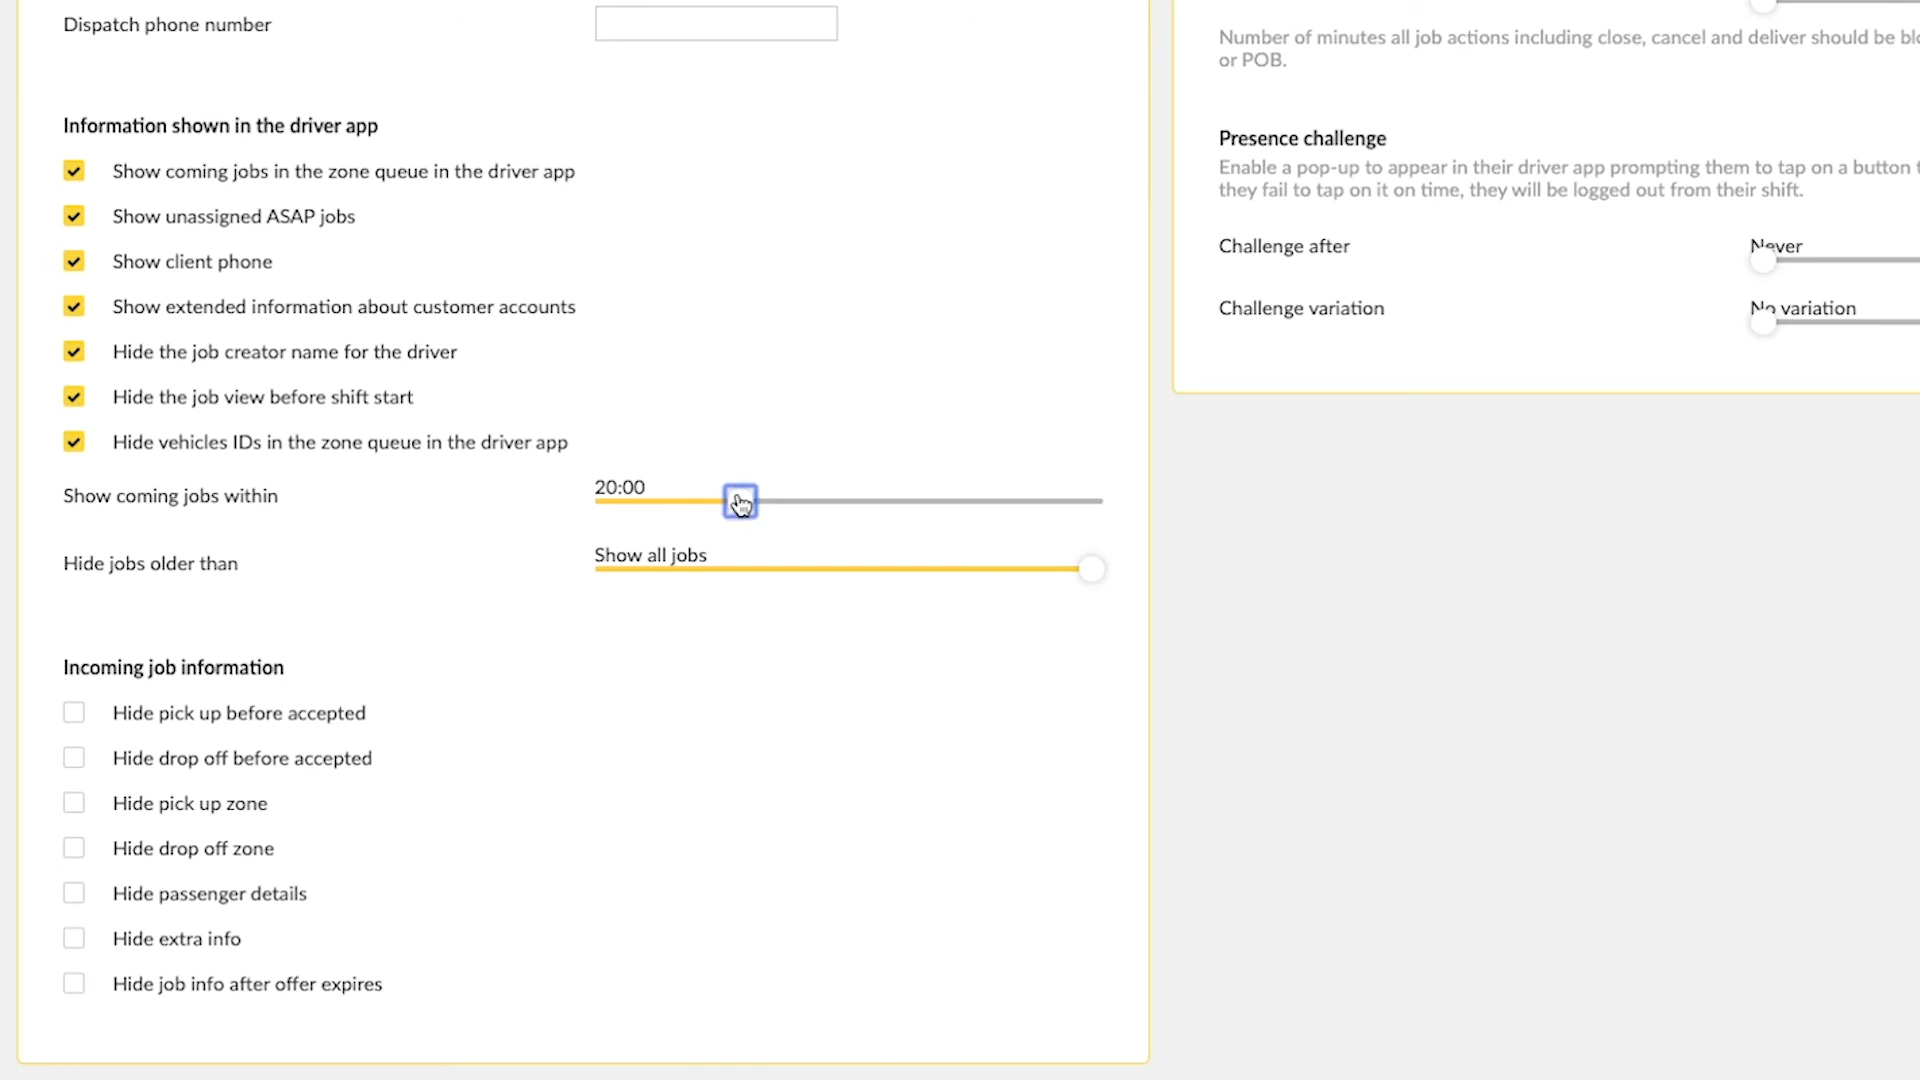 Dispatch phone number
Information shown in the driver app
Show coming jobs in the zone queue in the driver app
Show unassigned ASAP jobs
Show client phone
Show extended information about customer accounts
Hide the job creator name for the driver
Hide the job view before shift start
Hide vehicles IDs in the zone queue in the driver app
Show coming jobs within
20:00
Hide jobs older than
Show all jobs
Incoming job information
Hide pick up before accepted
Hide drop off before accepted
Hide pick up zone
Hide drop off zone
Hide passenger details
Hide extra info
Hide job info after offer expires
Number of minutes all job actions including close, cancel and deliver should be
or POB.
Presence challenge
Enable a pop-up to appear in their driver app prompting them to tap on a button
they fail to tap on it on time, they will be logged out from their shift.
Challenge after
Never
Challenge variation
No variation